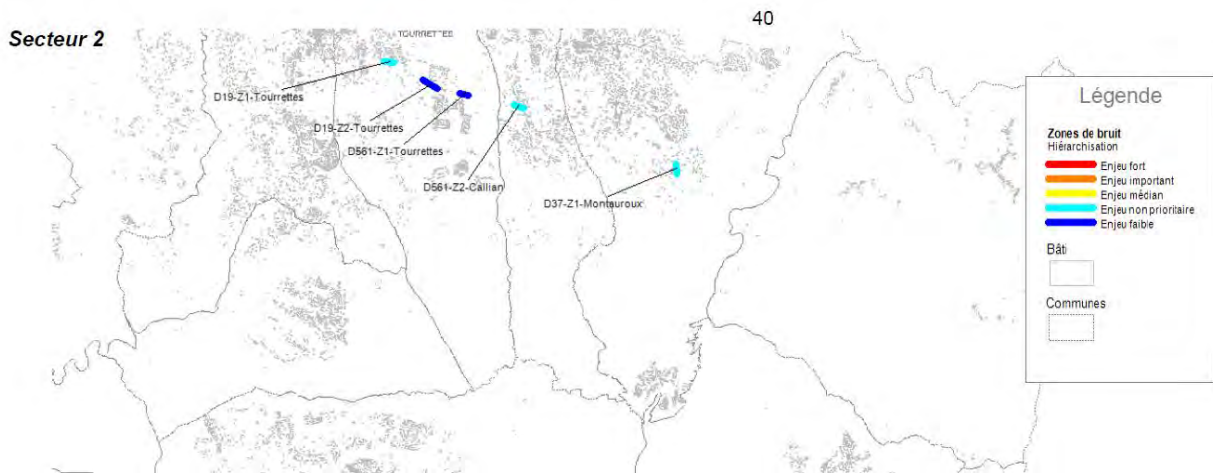 40
Secteur 2
TOURRETTES
D19-Z1-Tourrettes
D19-Z2-Tourrettes
D561-Z1-Tourrettes
D561-Z2-Callian
D37-Z1-Montauroux
Légende
Zones de bruit
Hiérarchisation
Enjeu fort
Enjeu important
Enjeu médian
Enjeu non prioritaire
Enjeu faible
Bâti
Communes